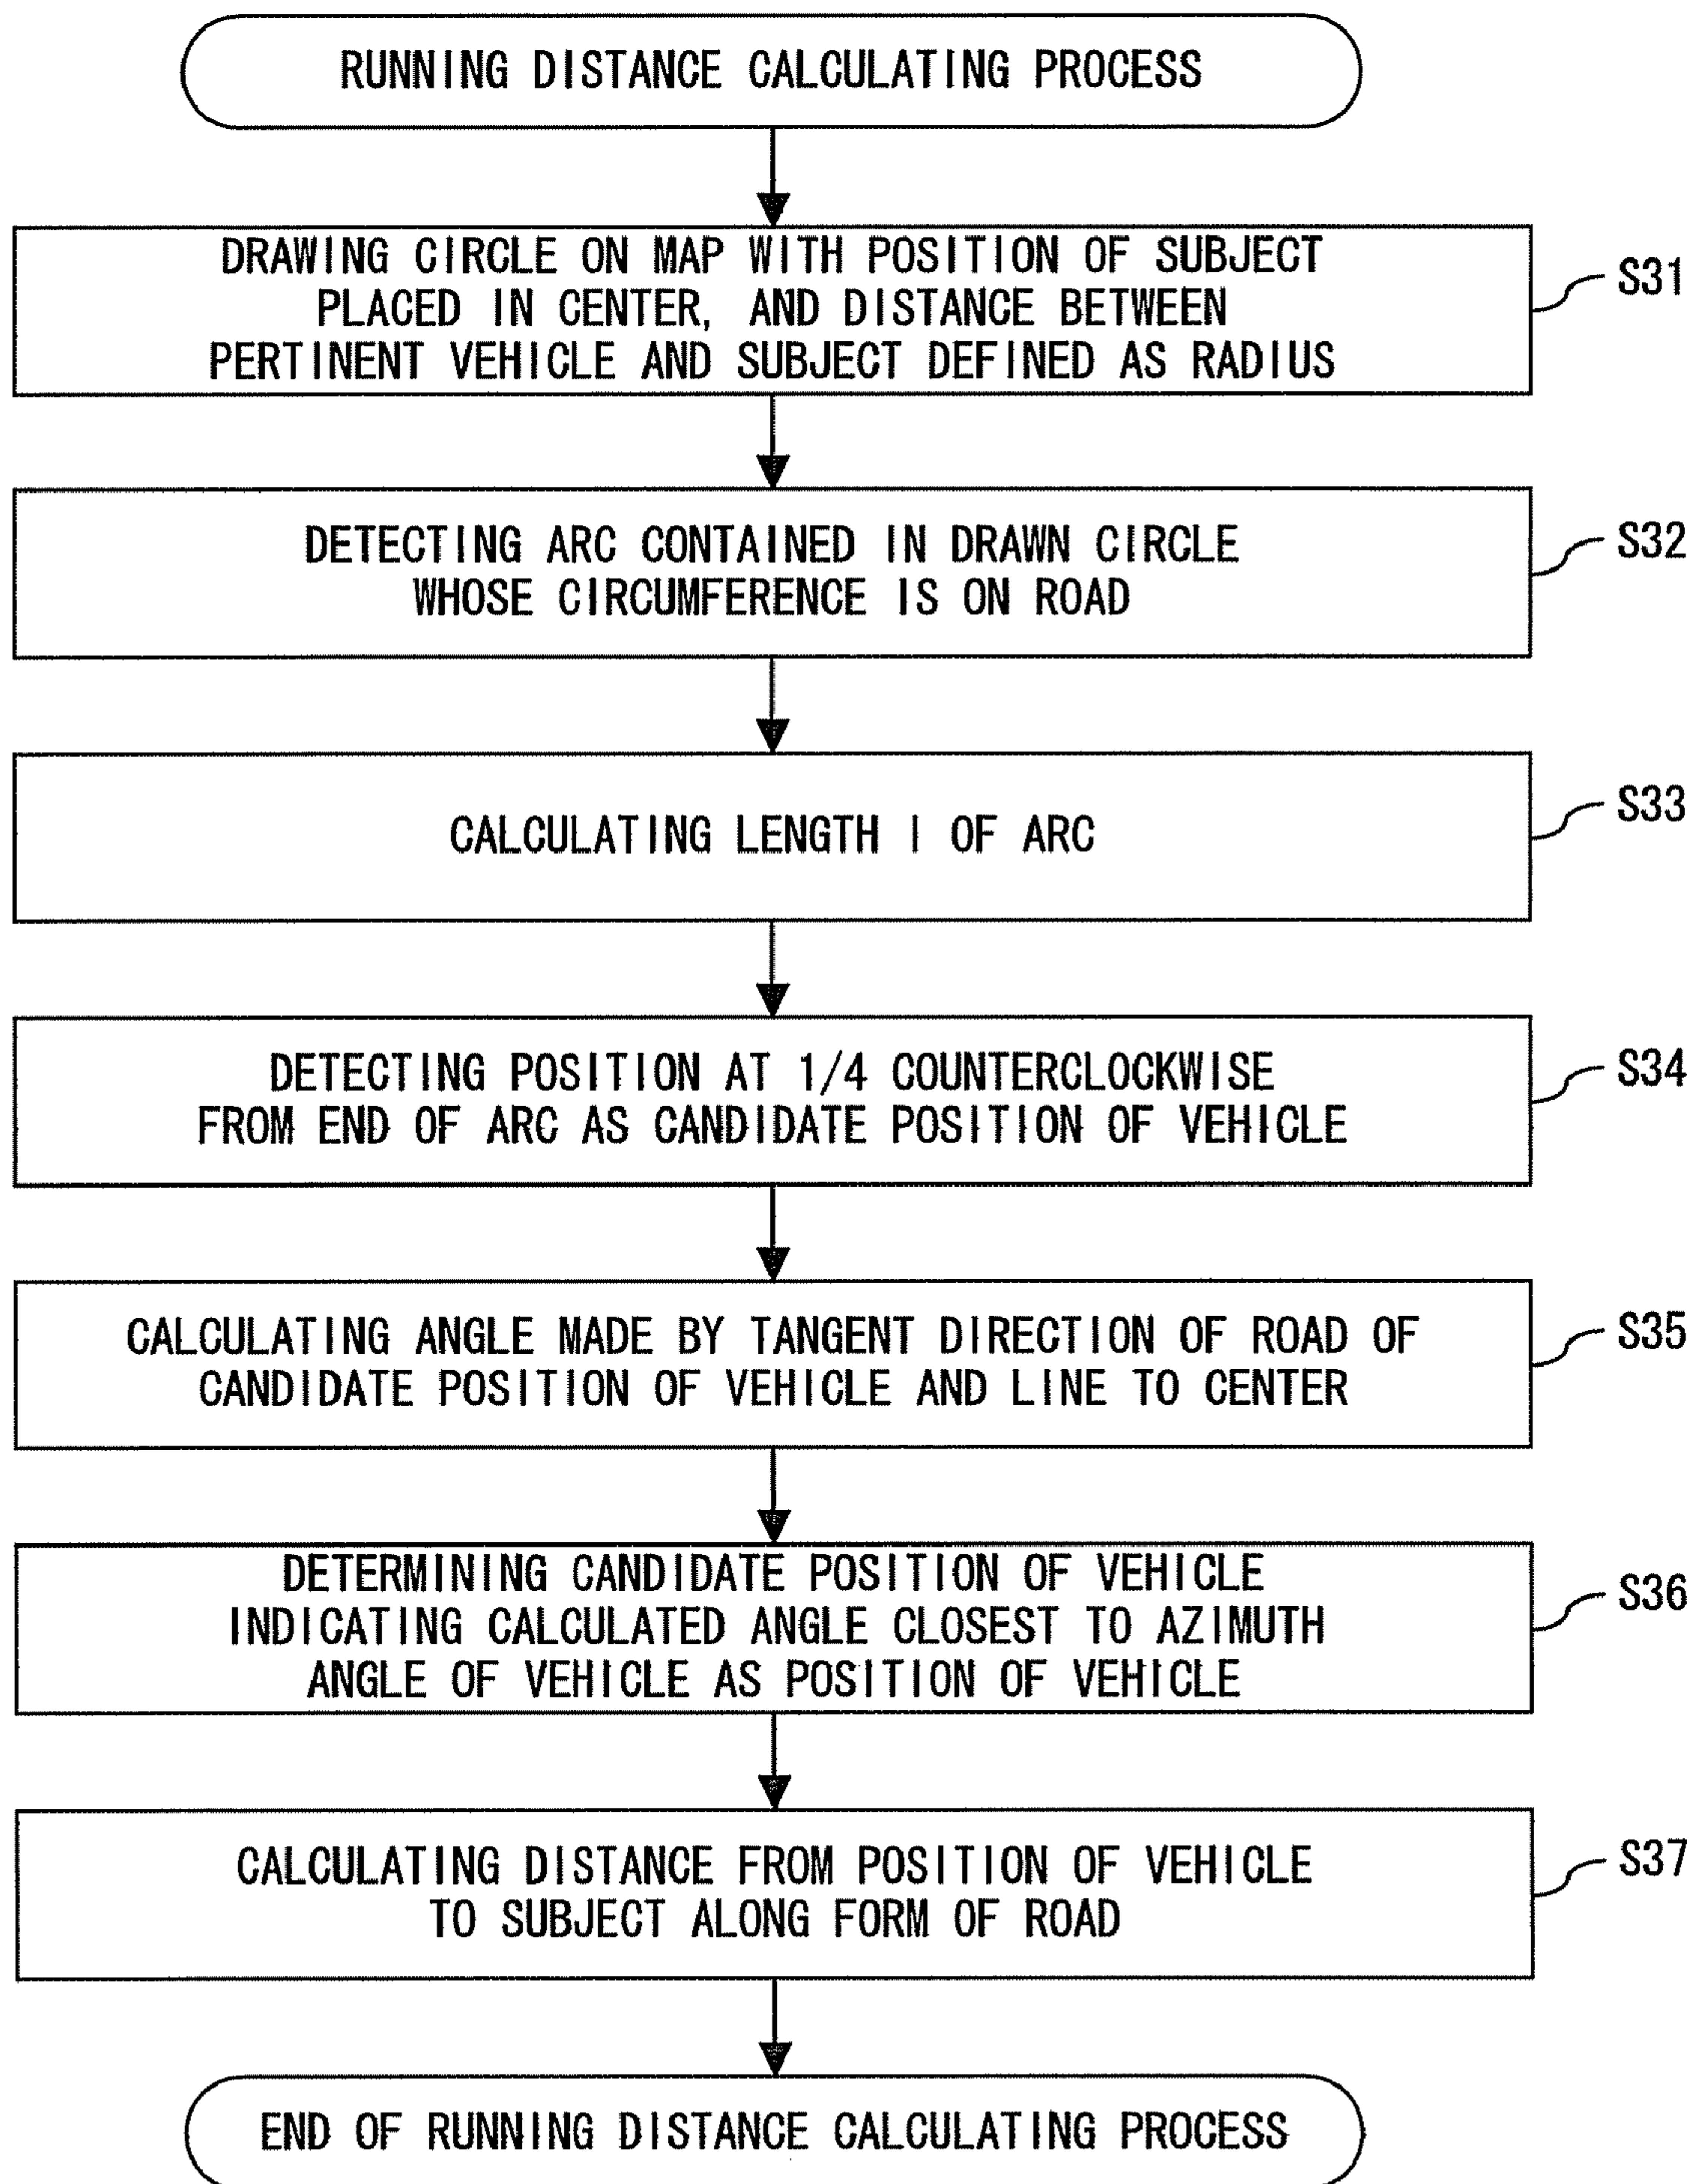 RUNNING DISTANCE CALCULATING PROCESS
DRAWING CIRCLE ON MAP WITH POSITION OF SUBJECT
PLACED IN CENTER, AND DISTANCE BETWEEN
PERTINENT VEHICLE AND SUBJECT DEFINED AS RADIUS
S31
DETECTING ARC CONTAINED IN DRAWN CIRCLE
WHOSE CIRCUMFERENCE IS ON ROAD
S32
CALCULATING LENGTH l OF ARC
S33
DETECTING POSITION AT 1/4 COUNTERCLOCKWISE
FROM END OF ARC AS CANDIDATE POSITION OF VEHICLE
S34
CALCULATING ANGLE MADE BY TANGENT DIRECTION OF ROAD OF
CANDIDATE POSITION OF VEHICLE AND LINE TO CENTER
S35
DETERMINING CANDIDATE POSITION OF VEHICLE
INDICATING CALCULATED ANGLE CLOSEST TO AZIMUTH
ANGLE OF VEHICLE AS POSITION OF VEHICLE
S36
CALCULATING DISTANCE FROM POSITION OF VEHICLE
TO SUBJECT ALONG FORM OF ROAD
S37
END OF RUNNING DISTANCE CALCULATING PROCESS